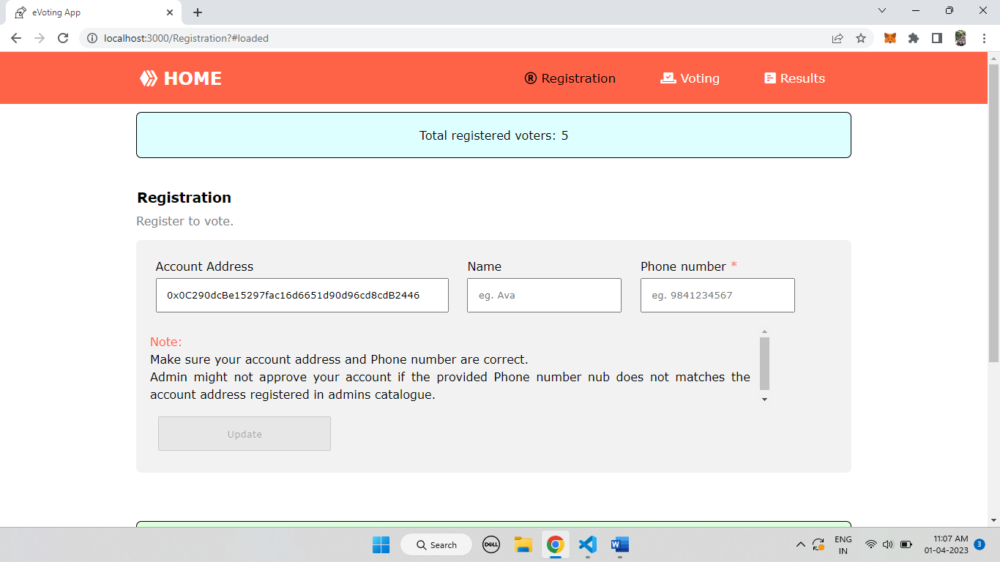 eVoting App
localhost:3000/Registration?#loaded
HOME
Registration
Voting
Results
Total registered voters: 5
Registration
Register to vote.
Account Address
Name
Phone number *
0x0C290dcBe15297fac16d6651d90d96cd8cdB2446
eg. Ava
eg. 9841234567
Note:
Make sure your account address and Phone number are correct.
Admin might not approve your account if the provided Phone number nub does not matches the
account address registered in admins catalogue.
Update
Search
DELL
ENG
IN
11:07 AM
01-04-2023
3